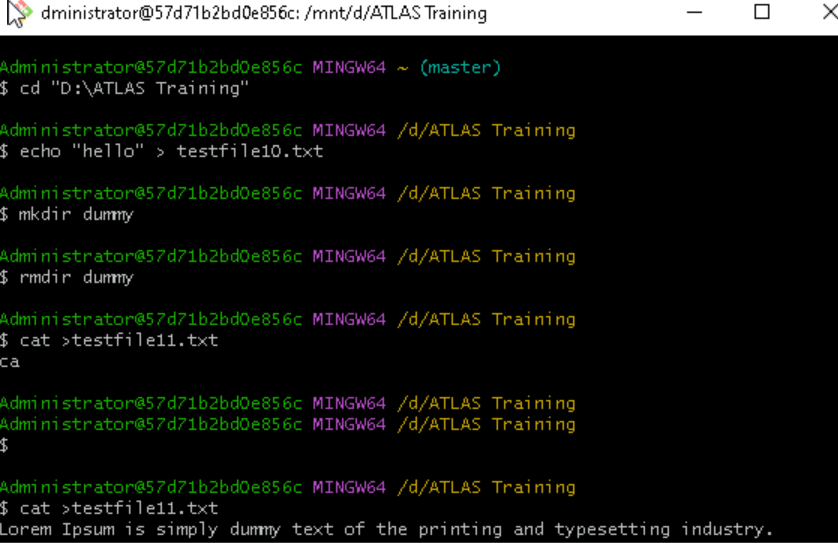 dministrator@57d71b2bd0e856c: /mnt/d/ATLAS Training
Administrator@57d71b2bd0e856c MINGW64 ~ (master)
$ cd "D:\ATLAS Training"
Administrator@57d71b2bd0e856c MINGW64 /d/ATLAS Training
$ echo "hello" > testfile10.txt
Administrator@57d71b2bd0e856c MINGW64 /d/ATLAS Training
$ mkdir dummy
Administrator@57d71b2bd0e856c MINGW64 /d/ATLAS Training
$ rmdir dummy
Administrator@57d71b2bd0e856c MINGW64 /d/ATLAS Training
$ cat >testfile11.txt
ca
Administrator@57d71b2bd0e856c MINGW64 /d/ATLAS Training
Administrator@57d71b2bd0e856c MINGW64 /d/ATLAS Training
$
Administrator@57d71b2bd0e856c MINGW64 /d/ATLAS Training
$ cat >testfile11.txt
Lorem Ipsum is simply dummy text of the printing and typesetting industry.